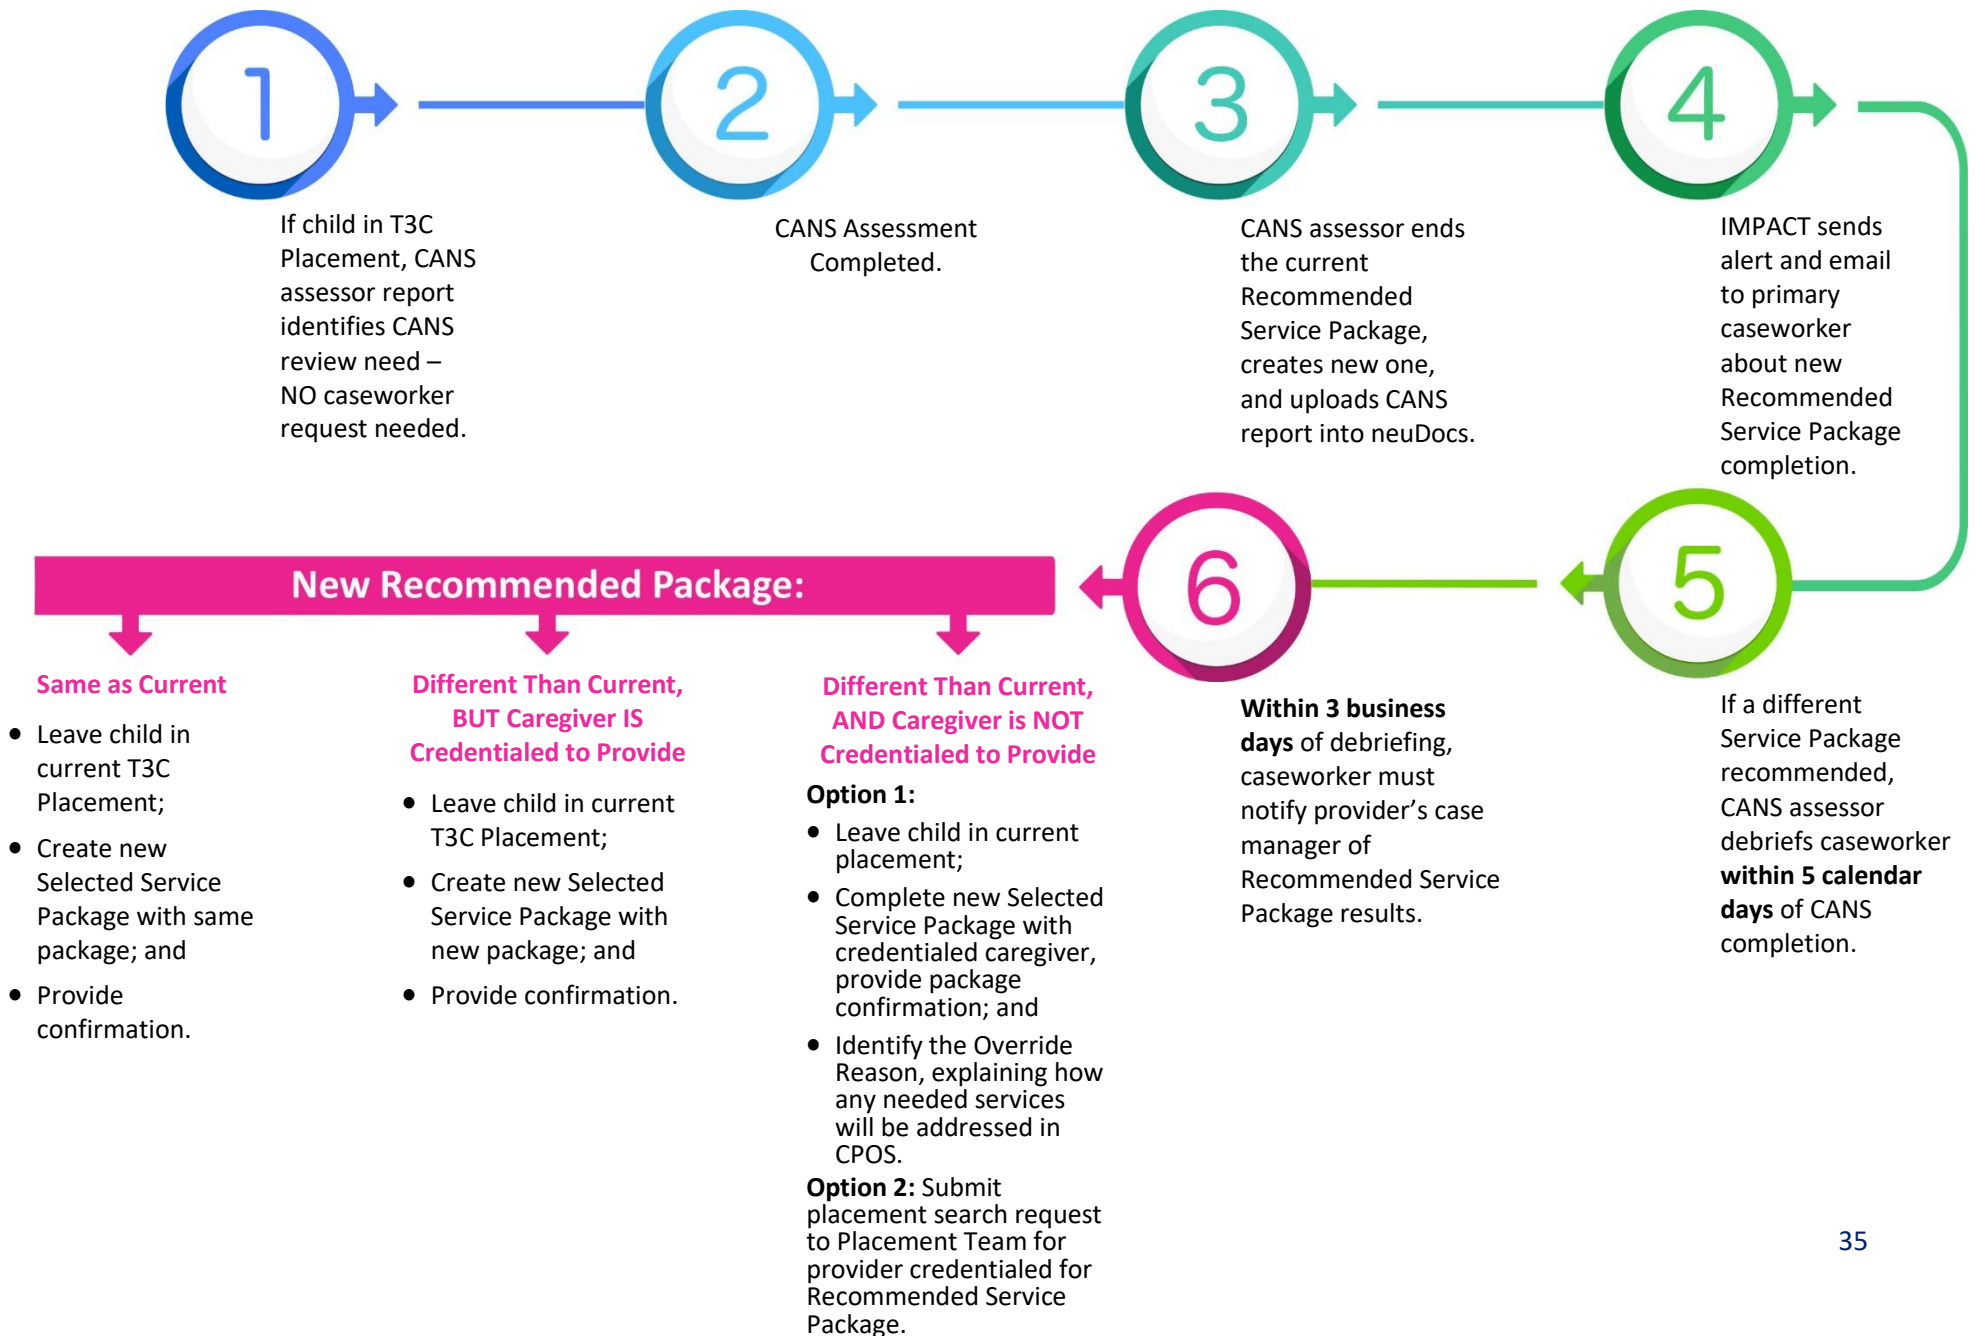 1
If child in T3C
Placement, CANS
assessor report
identifies CANS
review need –
NO caseworker
request needed.
2
CANS Assessment
Completed.
3
CANS assessor ends
the current
Recommended
Service Package,
creates new one,
and uploads CANS
report into neuDocs.
4
IMPACT sends
alert and email
to primary
caseworker
about new
Recommended
Service Package
completion.
5
If a different
Service Package
recommended,
CANS assessor
debriefs caseworker
within 5 calendar
days of CANS
completion.
6
Within 3 business
days of debriefing,
caseworker must
notify provider’s case
manager of
Recommended Service
Package results.
New Recommended Package:
Same as Current
• Leave child in
current T3C
Placement;
• Create new
Selected Service
Package with same
package; and
• Provide
confirmation.
Different Than Current,
BUT Caregiver IS
Credentialed to Provide
• Leave child in current
T3C Placement;
• Create new Selected
Service Package with
new package; and
• Provide confirmation.
Different Than Current,
AND Caregiver is NOT
Credentialed to Provide
Option 1:
• Leave child in current
placement;
• Complete new Selected
Service Package with
credentialed caregiver,
provide package
confirmation; and
• Identify the Override
Reason, explaining how
any needed services
will be addressed in
CPOS.
Option 2: Submit
placement search request
to Placement Team for
provider credentialed for
Recommended Service
Package.
35